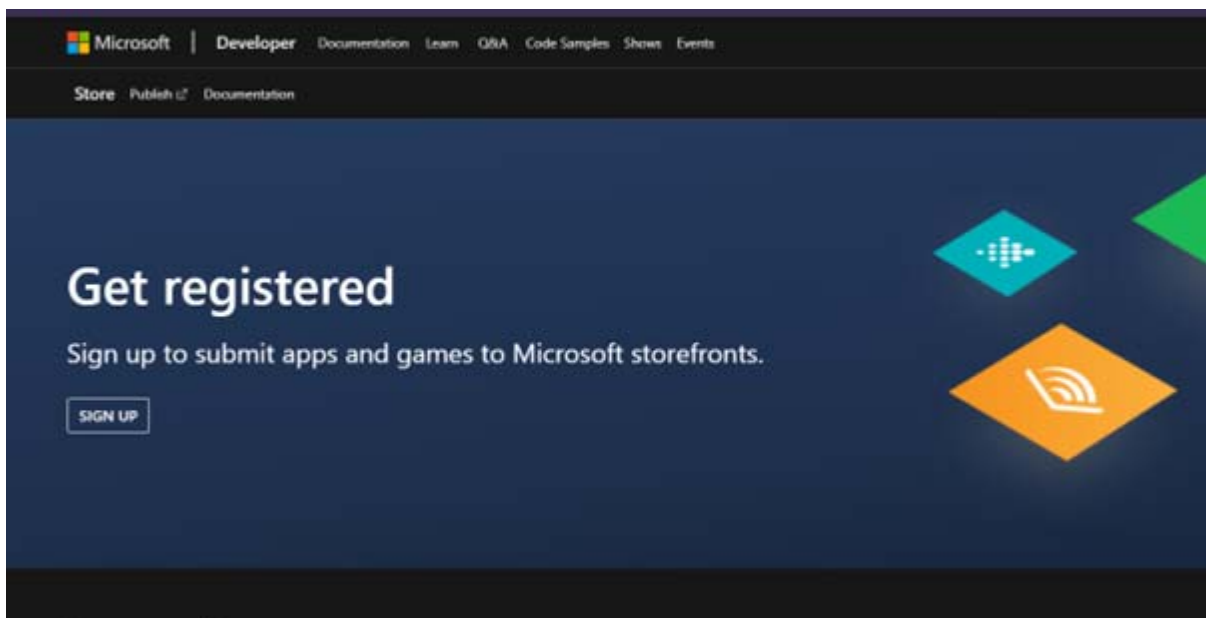 Microsoft | Developer Documentation Learn Q&A Code Samples Shows Events
Store Publish Documentation
Get registered
Sign up to submit apps and games to Microsoft storefronts.
SIGN UP